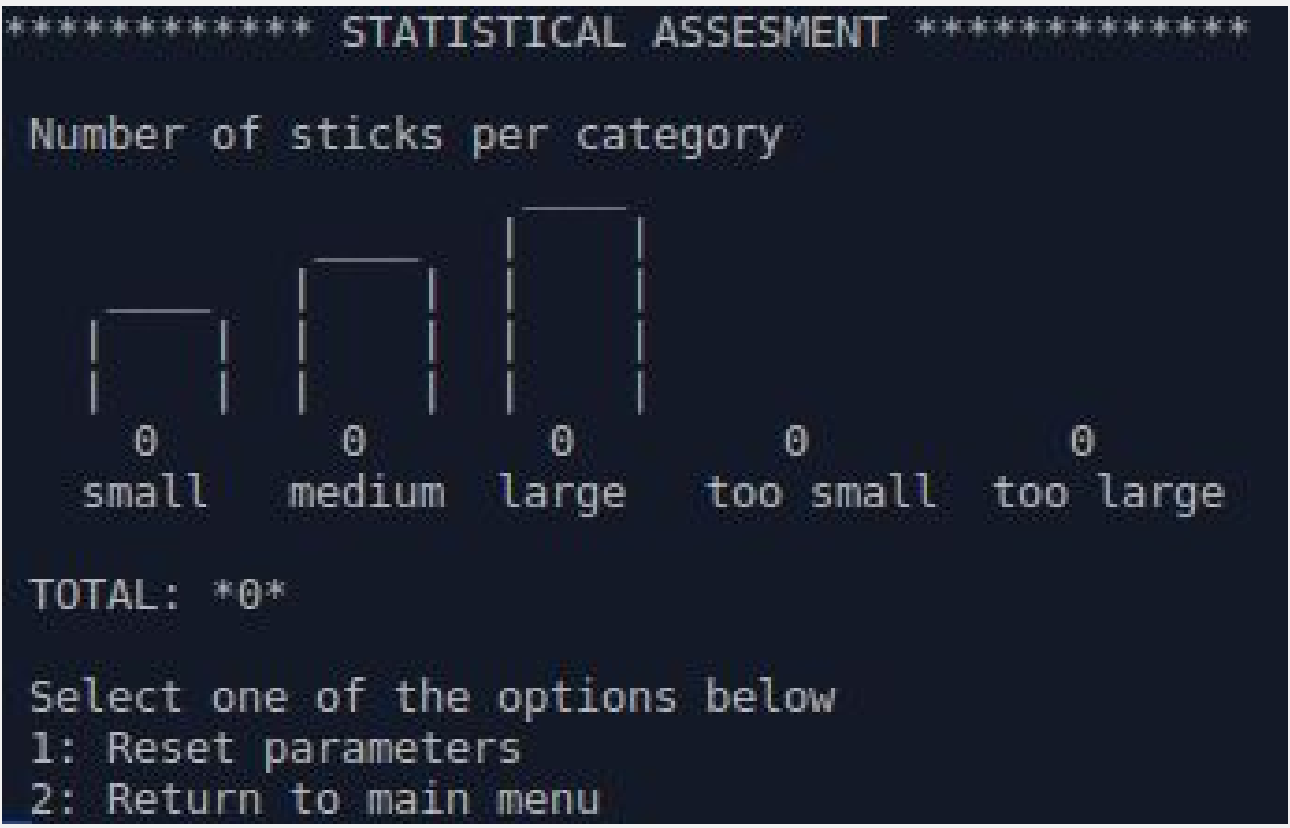 ************ STATISTICAL ASSESMENT *************
Number of sticks per category
0 0 0 0 0
small medium large too small too large
TOTAL: *0*
Select one of the options below
1: Reset parameters
2: Return to main menu